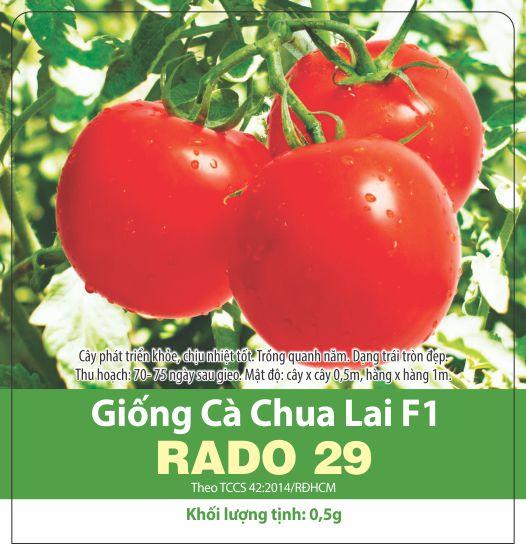 Cây phát triển khỏe, chịu nhiệt tốt. Trồng quanh năm. Dạng trái tròn đẹp.
Thu hoạch: 70- 75 ngày sau gieo. Mật độ: cây x cây 0,5m, hàng x hàng 1m.
Giống Cà Chua Lai F1
RADO 29
Theo TCCS 42:2014/RĐHCM
Khối lượng tịnh: 0,5g